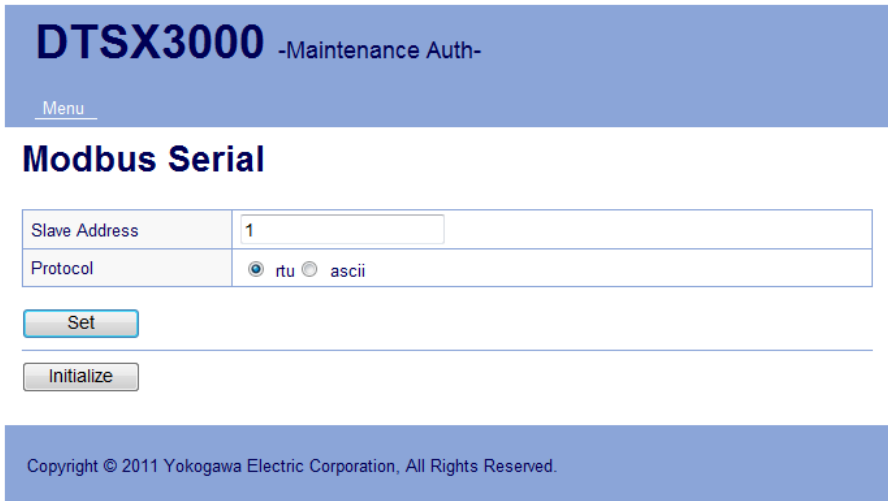 DTSX3000 -Maintenance Auth-
Menu
Modbus Serial
Slave Address 1
Protocol rtu ascii
Set
Initialize
Copyright © 2011 Yokogawa Electric Corporation, All Rights Reserved.